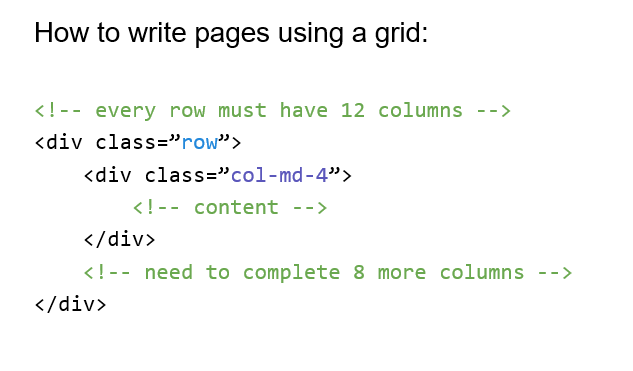 How to write pages using a grid:
<!-- every row must have 12 columns -->
<div class=”row”>
<div class=”col-md-4”>
<!-- content -->
</div>
<!-- need to complete 8 more columns -->
</div>